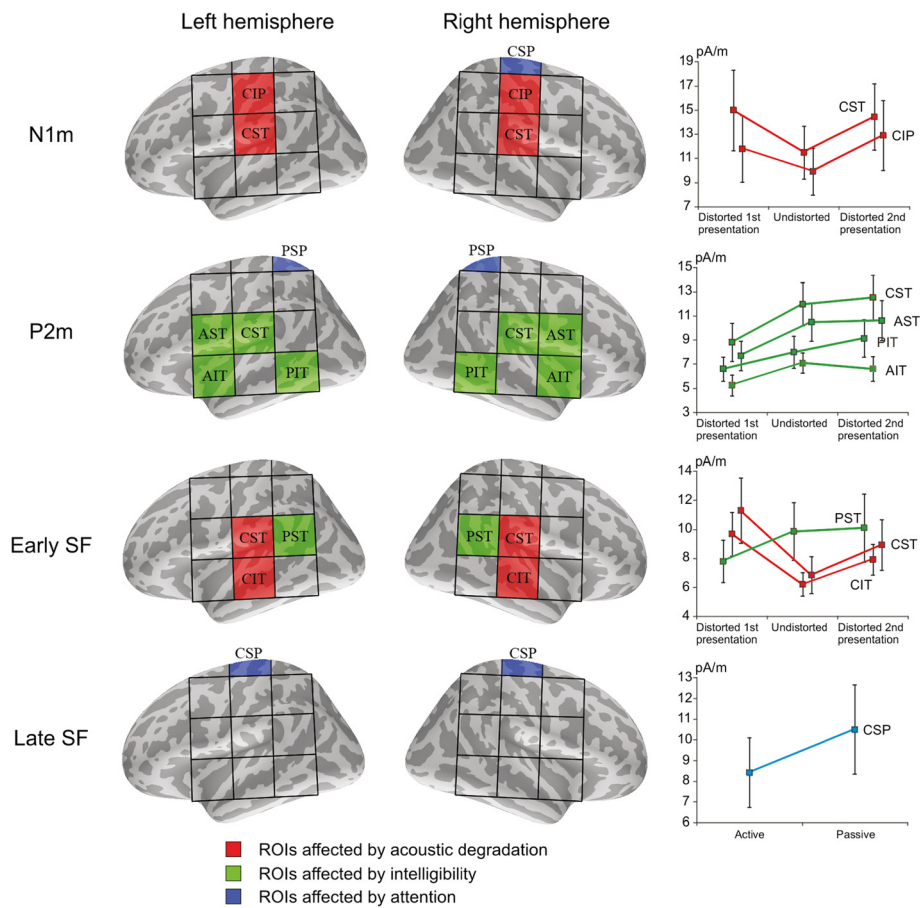 Left hemisphere
Right hemisphere
N1m
CIP
CST
CSP
CIP
CST
pA/m
19
17
15
13
11
9
7
CST
CIP
Distorted 1st
presentation
Undistorted
Distorted 2nd
presentation
P2m
PSP
AST
CST
AIT
PIT
PSP
CST
AST
PIT
AIT
pA/m
15
13
11
9
7
5
3
CST
AST
PIT
AIT
Distorted 1st
presentation
Undistorted
Distorted 2nd
presentation
Early SF
CST
PST
CIT
PST
CST
CIT
pA/m
14
12
10
8
6
4
PST
CST
CIT
Distorted 1st
presentation
Undistorted
Distorted 2nd
presentation
Late SF
CSP
CSP
pA/m
13
12
11
10
9
8
7
6
CSP
Active
Passive
ROIs affected by acoustic degradation
ROIs affected by intelligibility
ROIs affected by attention